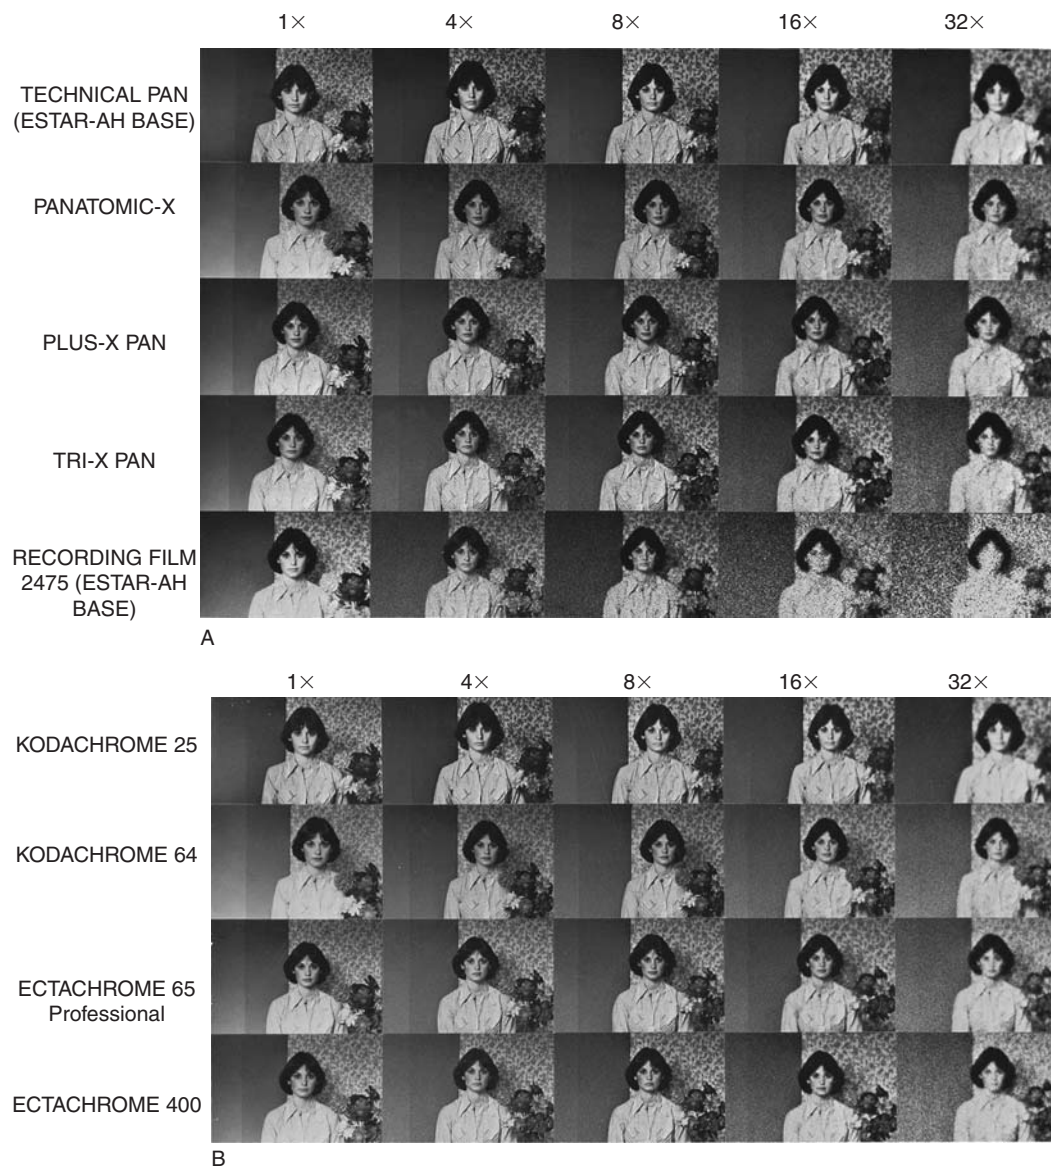 1× 4× 8× 16× 32×
TECHNICAL PAN
(ESTAR-AH BASE)
PANATOMIC-X
PLUS-X PAN
TRI-X PAN
RECORDING FILM
2475 (ESTAR-AH
BASE)
A
1× 4× 8× 16× 32×
KODACHROME 25
KODACHROME 64
ECTACHROME 65
Professional
ECTACHROME 400
B